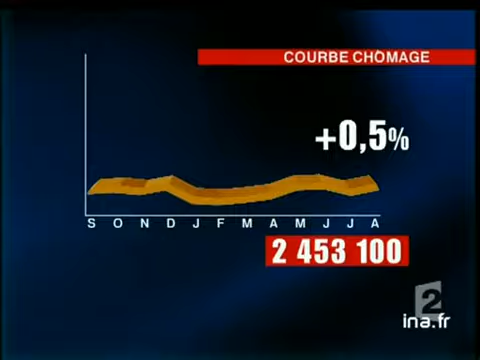 COURBE CHOMAGE
+0,5%
S O N D J F M A M J J A
2 453 100
2
ina.fr